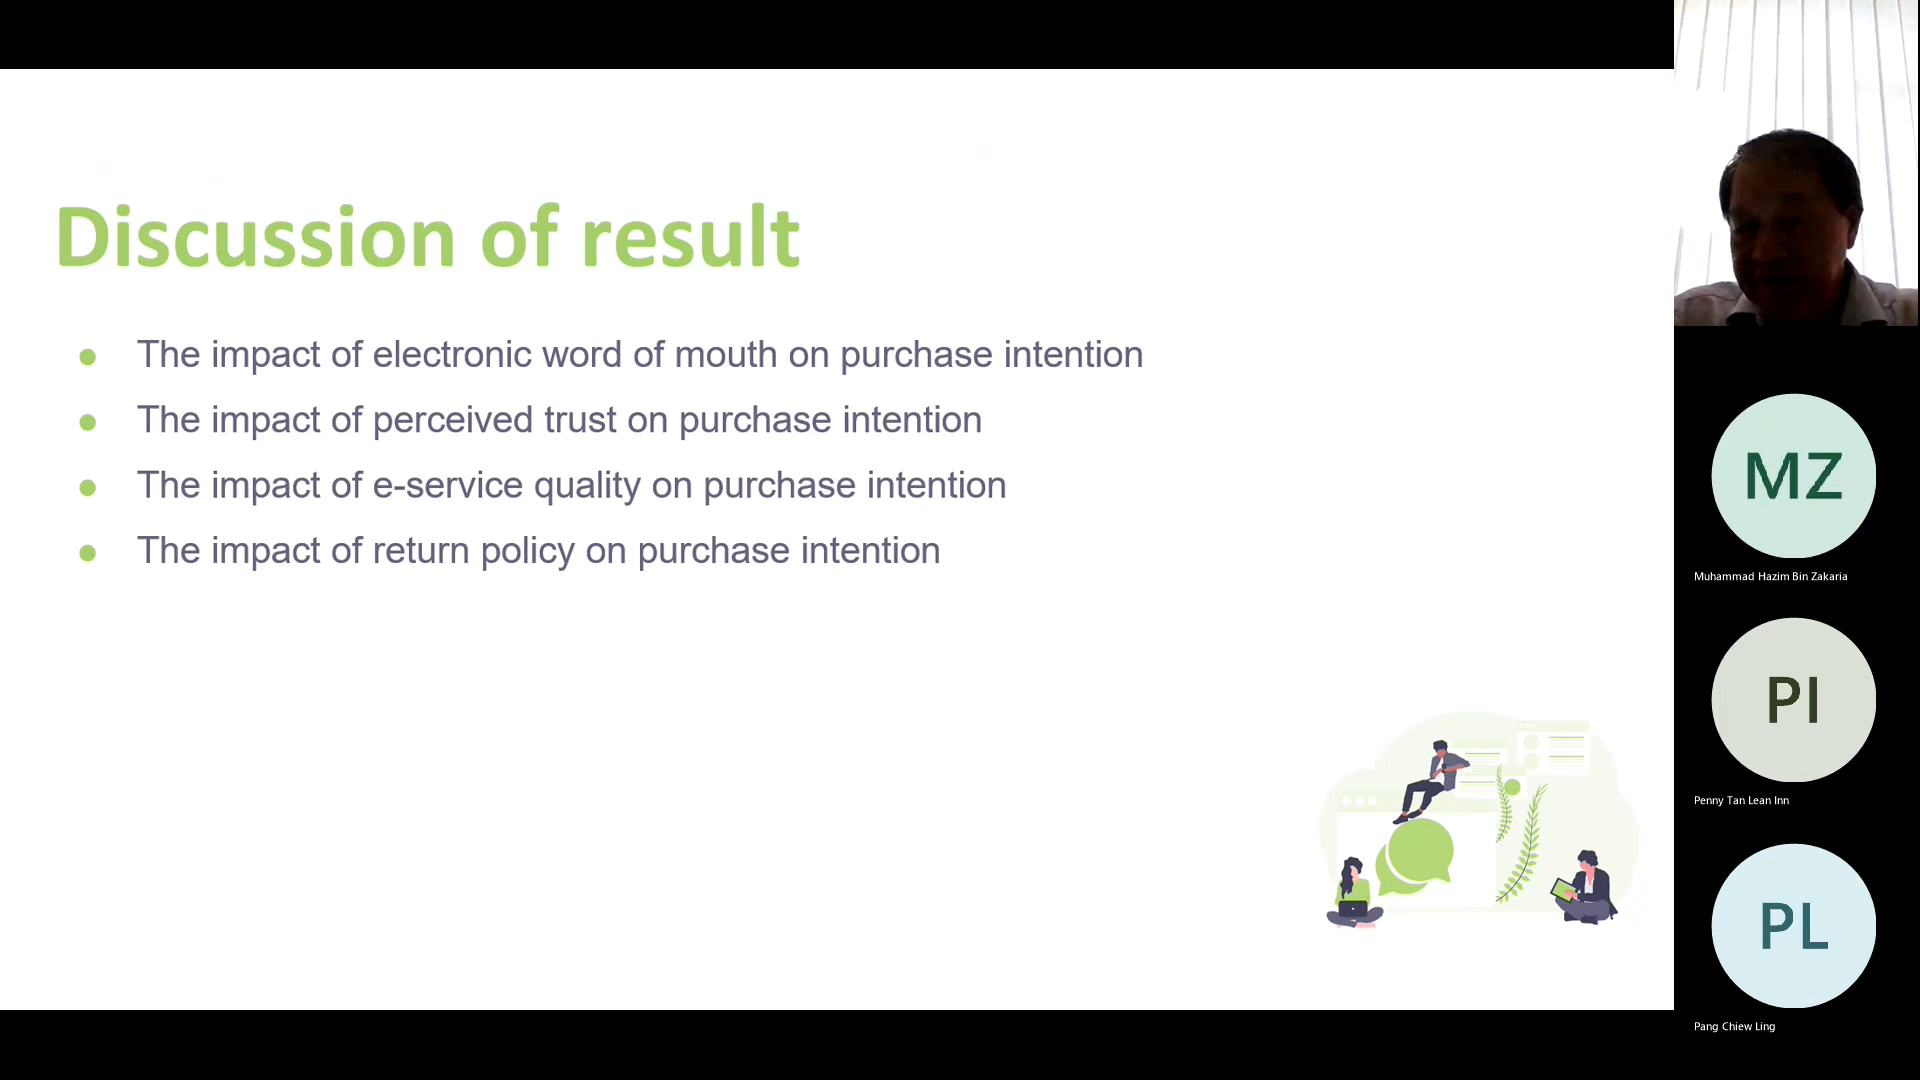 Discussion of result
The impact of electronic word of mouth on purchase intention
The impact of perceived trust on purchase intention
The impact of e-service quality on purchase intention
The impact of return policy on purchase intention
MZ
Muhammad Hazim Bin Zakaria
PI
Penny Tan Lean Inn
PL
Pang Chiew Ling